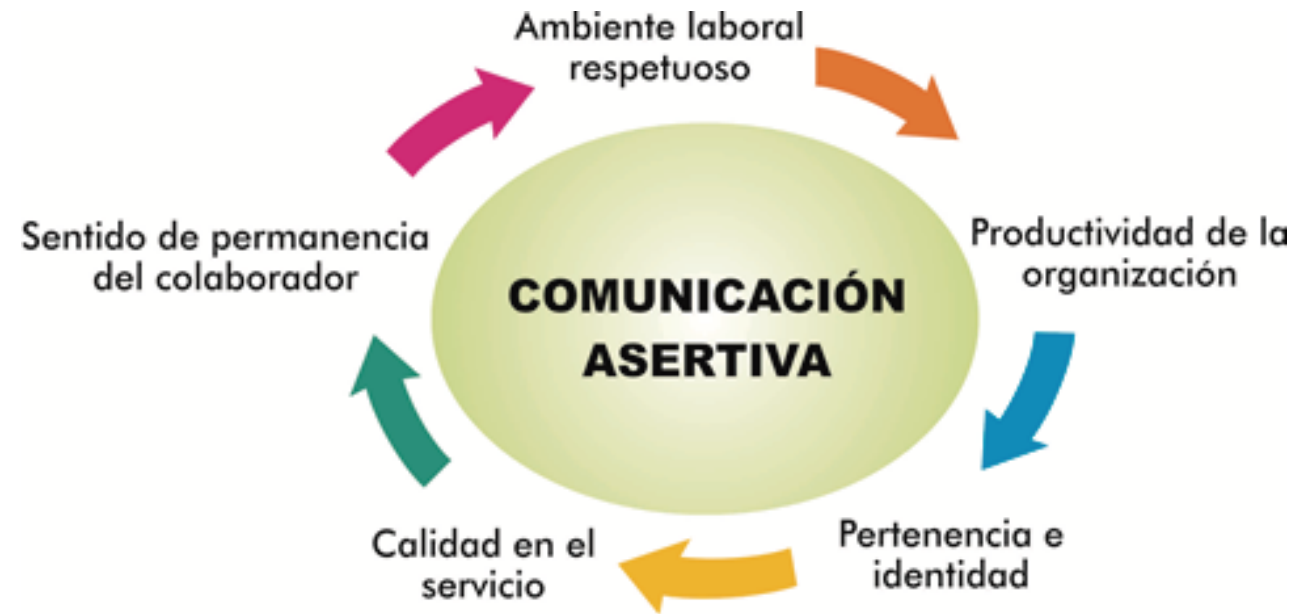 Ambiente laboral
respetuoso
Productividad de la
organización
Pertenencia e
identidad
Calidad en el
servicio
Sentido de permanencia
del colaborador
COMUNICACIÓN
ASERTIVA